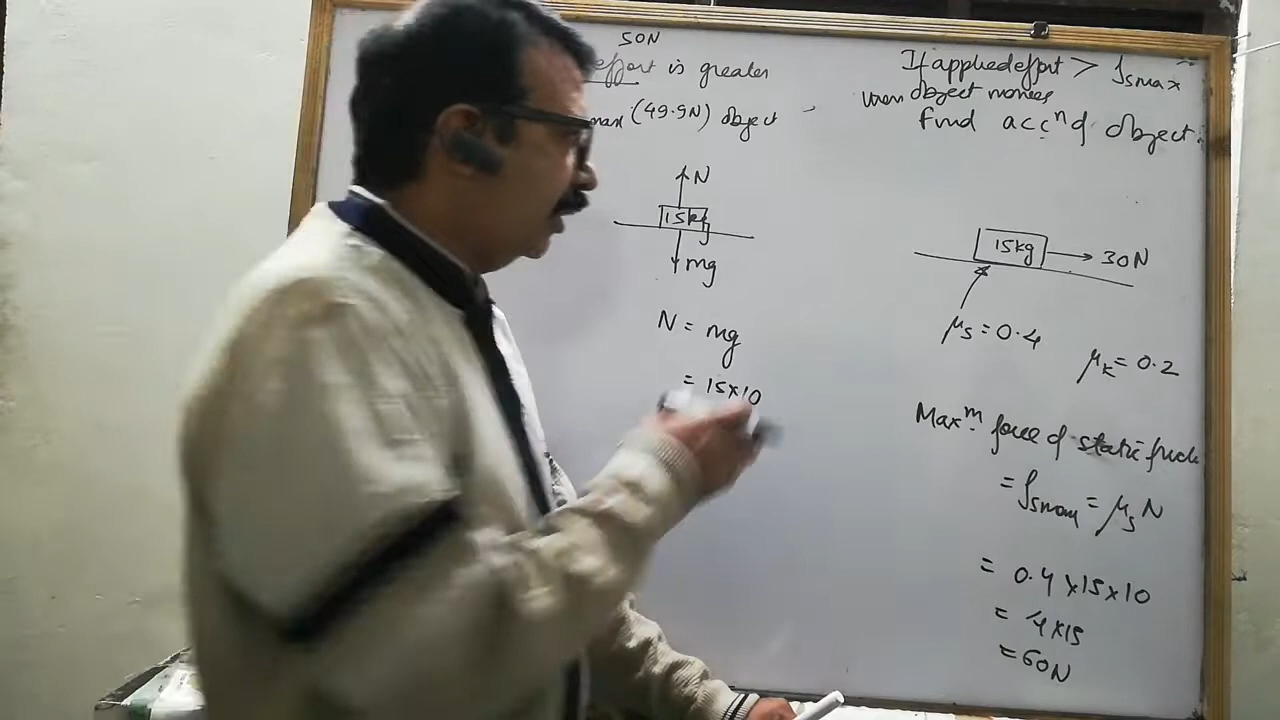 50N
effort is greater
max (49.9N) object
N
15kg
mg
N = mg
= 15×10
If applied effort > fsmax
then object moves
find accⁿ of object.
15kg
30N
μs = 0.4
μk = 0.2
Maxᵐ. force of static frictn
= fsmax = μsN
= 0.4 × 15 × 10
= 4×15
= 60N